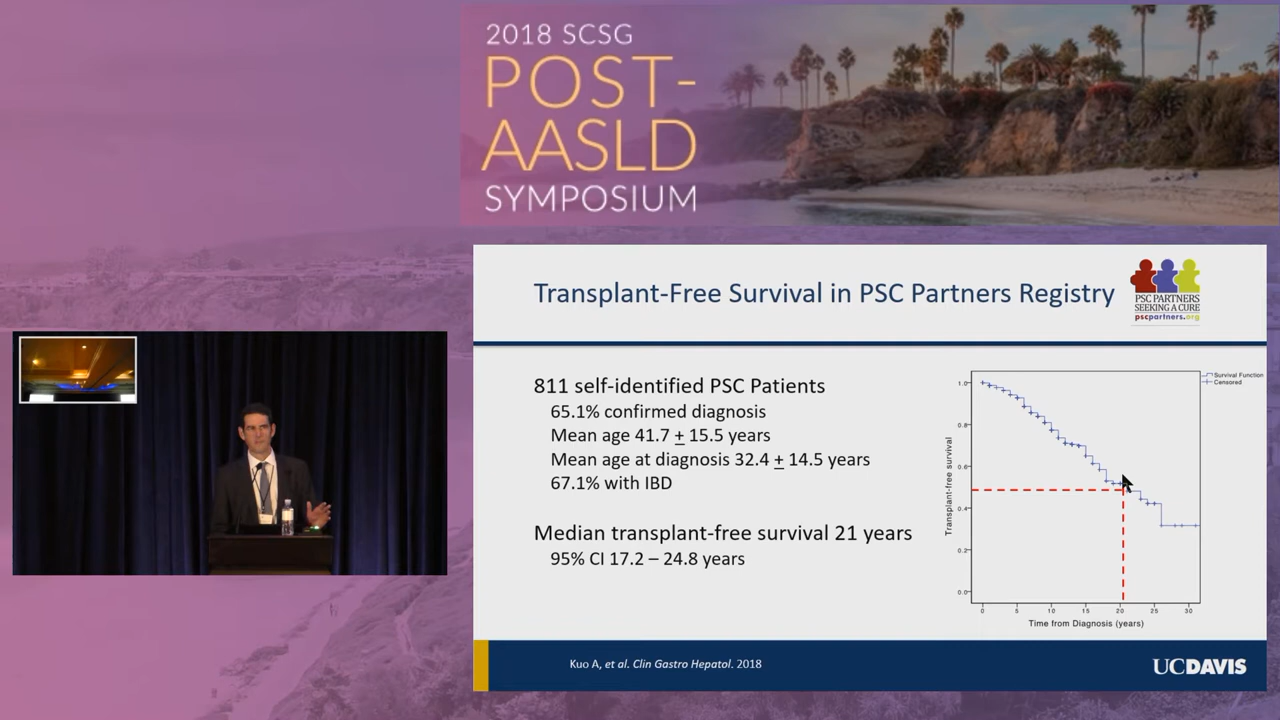 2018 SCSG
POST-
AASLD
SYMPOSIUM
Transplant-Free Survival in PSC Partners Registry
PSC PARTNERS
SEEKING A CURE
pscpartners.org
811 self-identified PSC Patients
65.1% confirmed diagnosis
Mean age 41.7 ± 15.5 years
Mean age at diagnosis 32.4 ± 14.5 years
67.1% with IBD
Median transplant-free survival 21 years
95% CI 17.2 – 24.8 years
Survival Function
Censored
Transplant-free survival
1.0
0.8
0.6
0.4
0.2
0.0
0 5 10 15 20 25 30
Time from Diagnosis (years)
Kuo A, et al. Clin Gastro Hepatol. 2018
UCDAVIS